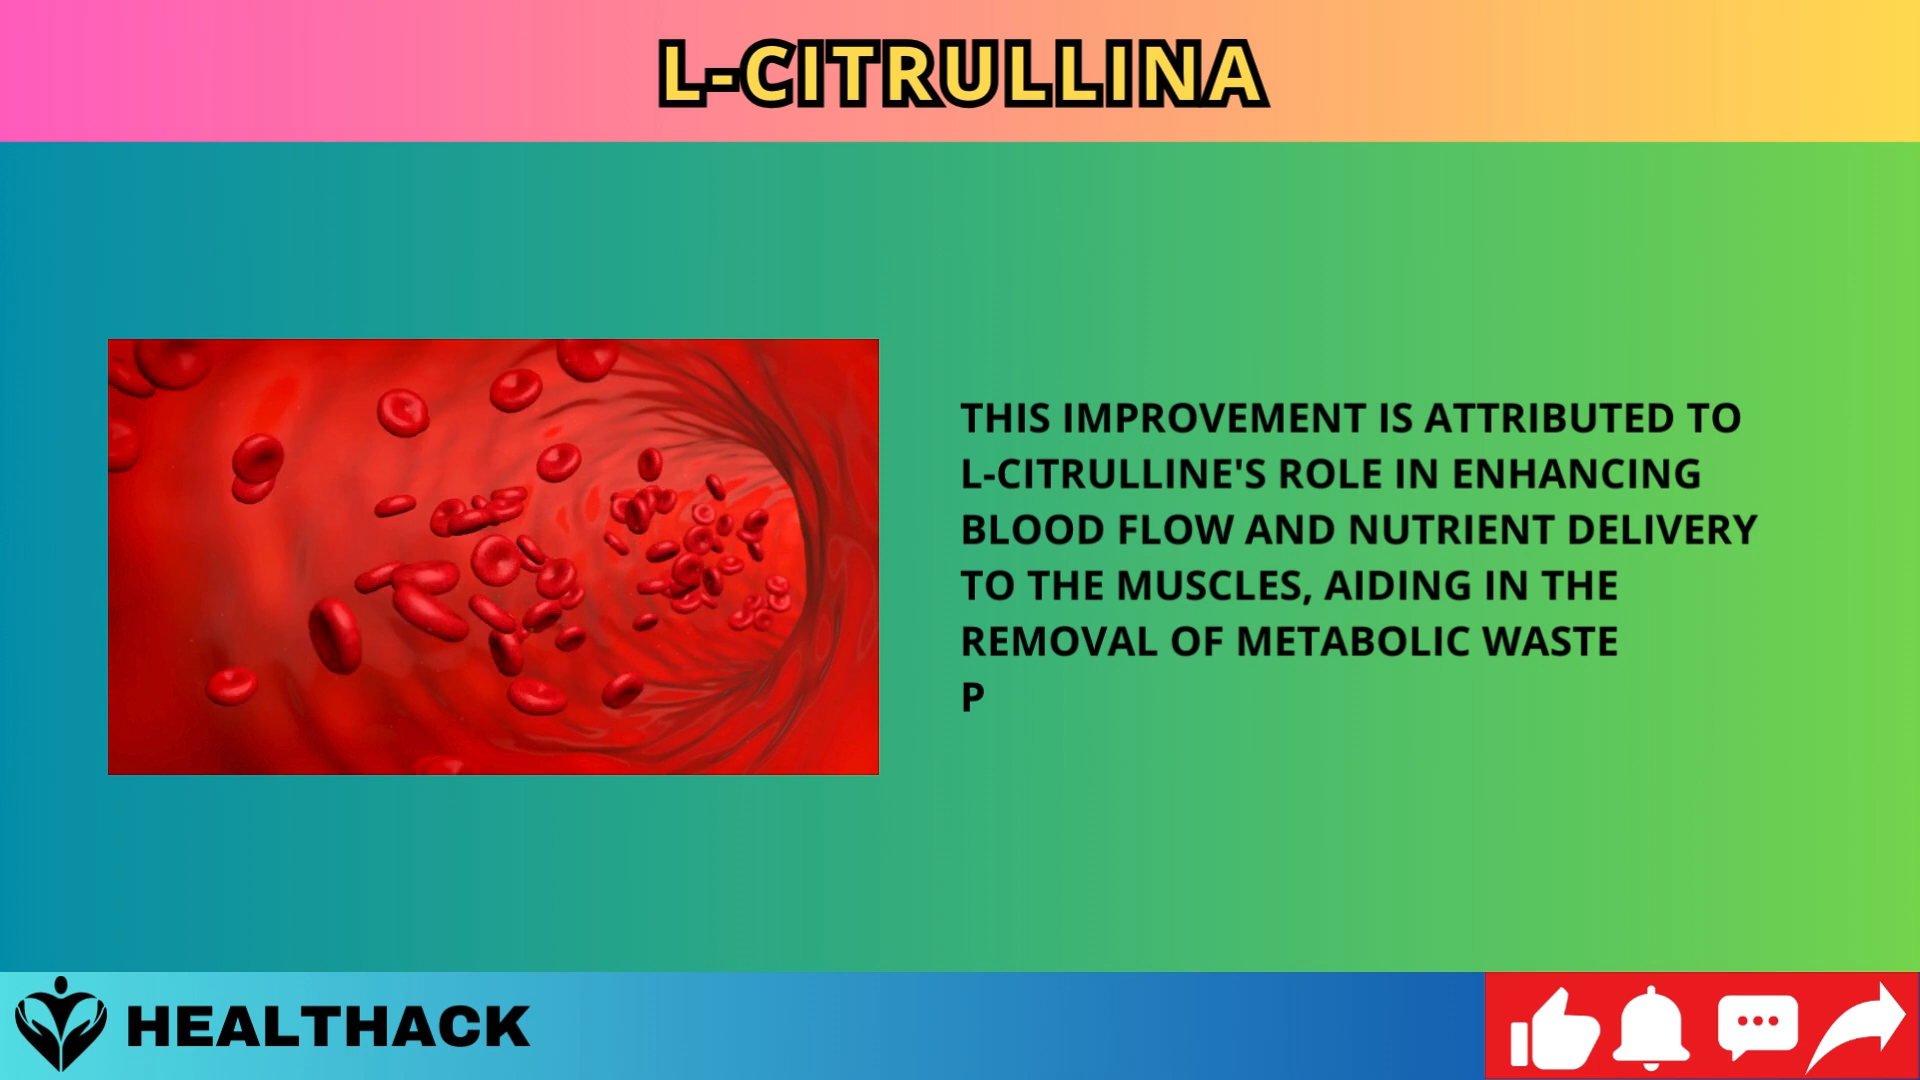 L-CITRULLINA
THIS IMPROVEMENT IS ATTRIBUTED TO
L-CITRULLINE'S ROLE IN ENHANCING
BLOOD FLOW AND NUTRIENT DELIVERY
TO THE MUSCLES, AIDING IN THE
REMOVAL OF METABOLIC WASTE
P
HEALTHACK